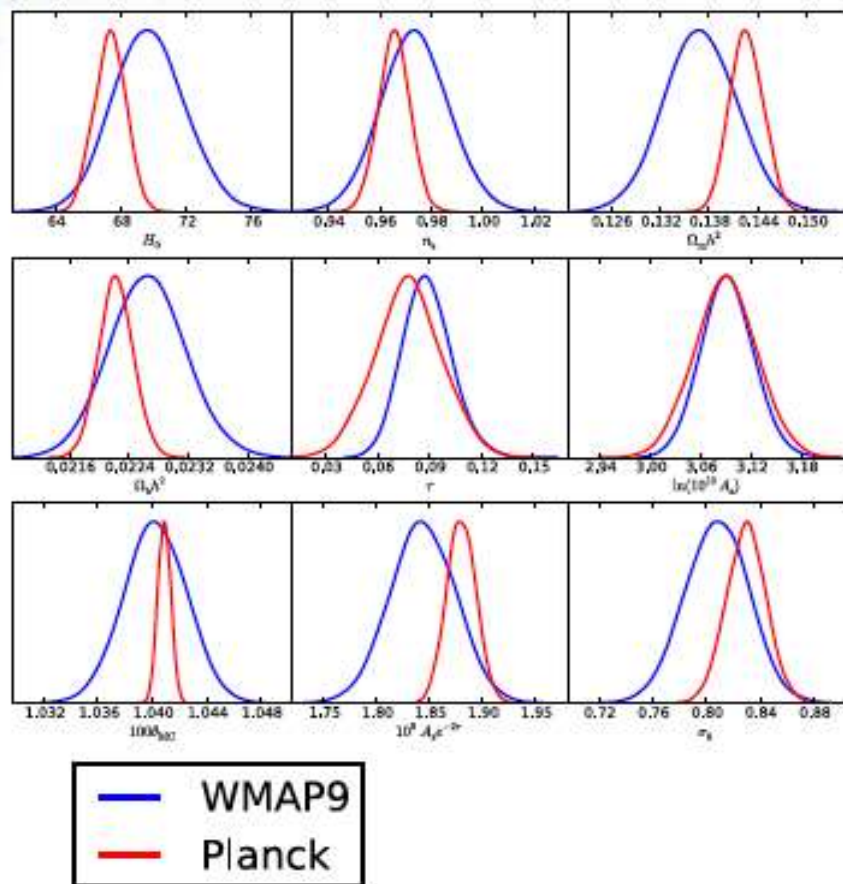 64 68 72 76 0.94 0.96 0.98 1.00 1.02 0.126 0.132 0.138 0.144 0.150
H₀ nₛ Ωₘh²
0.0216 0.0224 0.0232 0.0240 0.03 0.06 0.09 0.12 0.15 2.94 3.00 3.06 3.12 3.18
Ω_bh² τ ln(10¹⁰ Aₛ)
1.032 1.036 1.040 1.044 1.048 1.75 1.80 1.85 1.90 1.95 0.72 0.76 0.80 0.84 0.88
100θ_MC 10⁹ Aₛe⁻²ᵗ σ₈
WMAP9
Planck